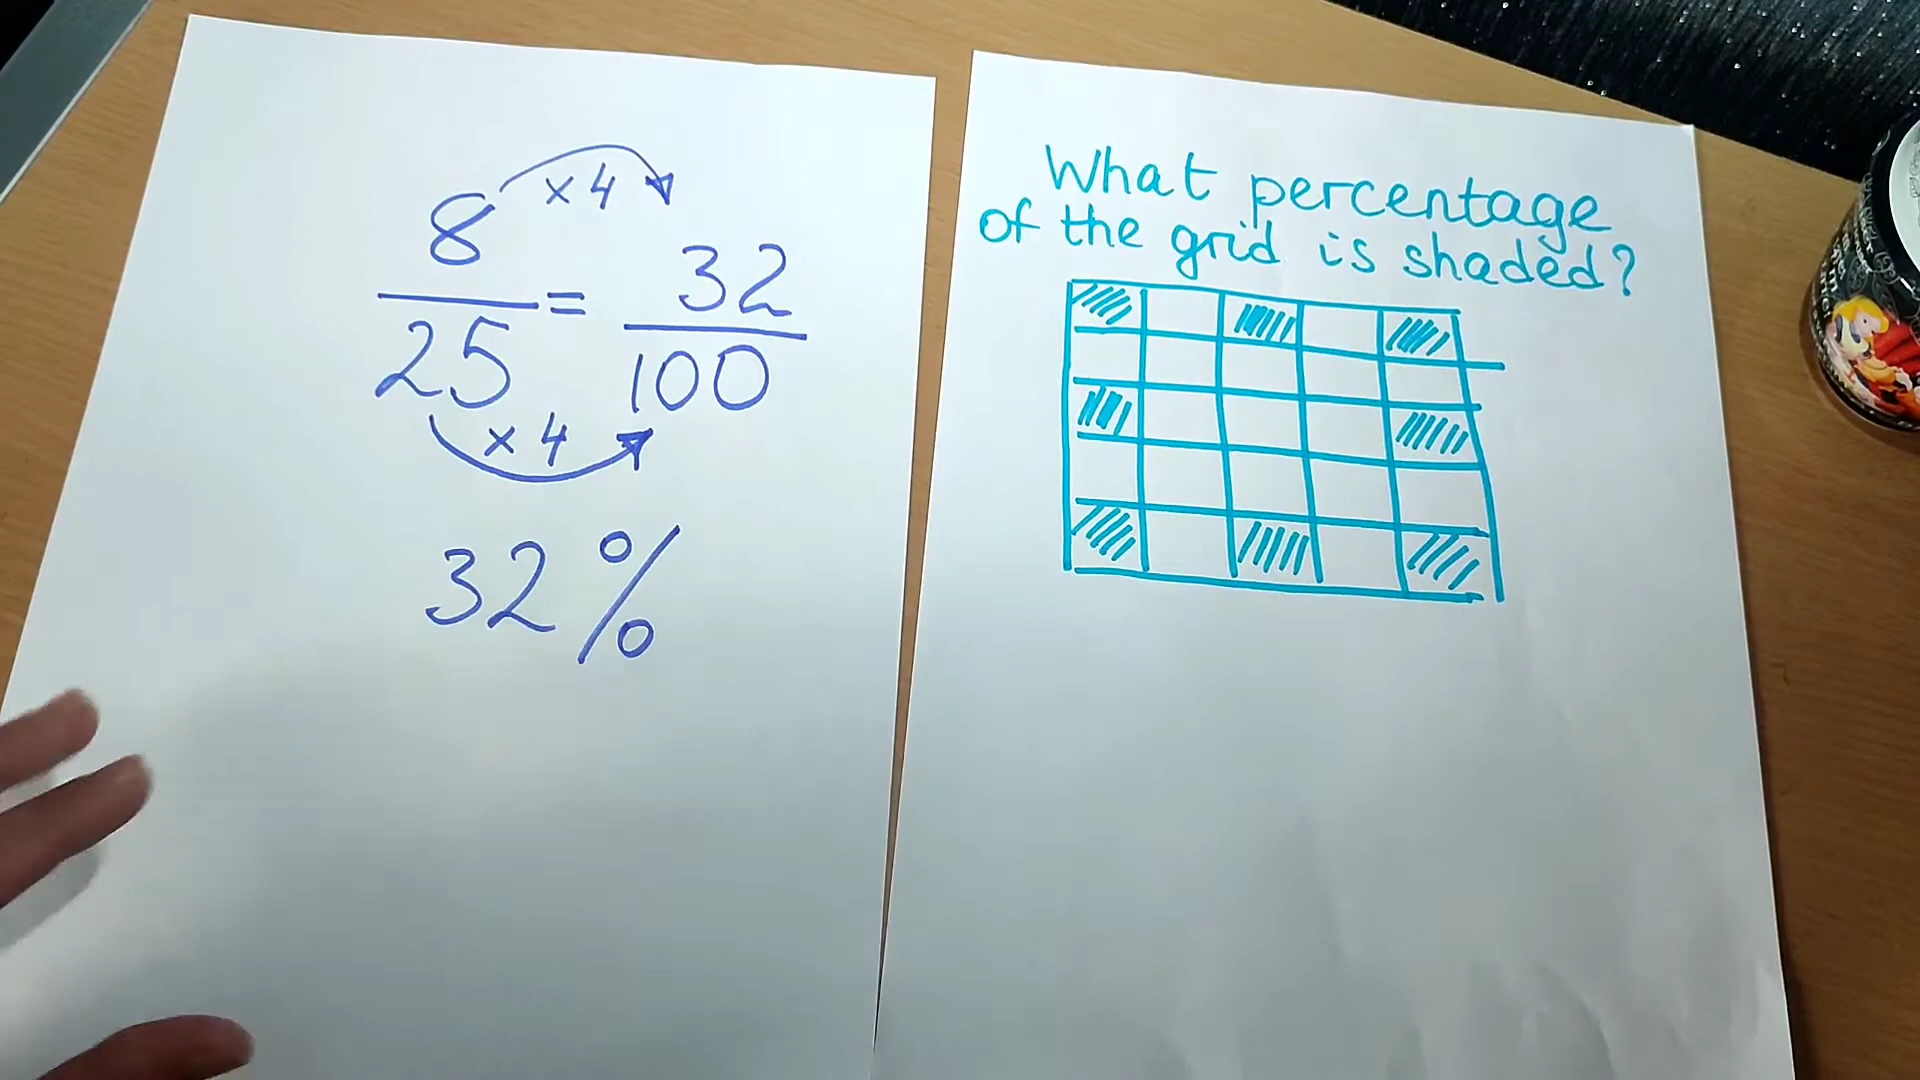 ×4
8/25 = 32/100
×4
32%
What percentage
of the grid is shaded?